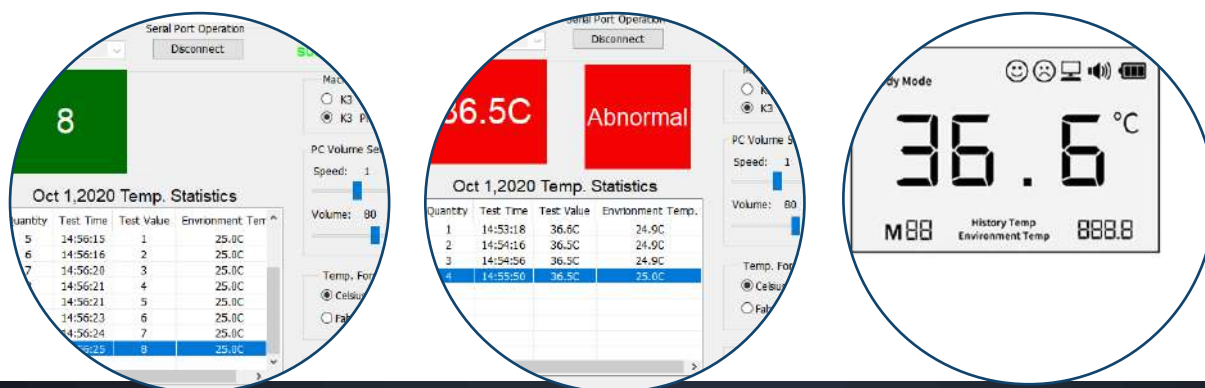 Serial Port Operation
Disconnect
8
K3
K3
PC Volume
Speed: 1
Volume: 80
Oct 1,2020 Temp. Statistics
Test Time Test Value Envrionment
5 14:56:15 1 25.0C
6 14:56:16 2 25.0C
7 14:56:20 3 25.0C
14:56:21 4 25.0C
14:56:21 5 25.0C
14:56:23 6 25.0C
14:56:24 7 25.0C
8 25.0C
Temp.
Celsius
Port Operation
Disconnect
36.5C
Abnormal
K3
PC Volume
Speed: 1
Volume: 80
Oct 1,2020 Temp. Statistics
Quantity Test Time Test Value Envrionment Temp.
1 14:53:18 36.6C 24.9C
2 14:54:16 36.5C 24.9C
3 14:54:56 36.5C 24.9C
4 14:55:50 36.5C 25.0C
Temp.
Celsius
Mode
36.6 °C
M88
History Temp
Environment Temp
888.8